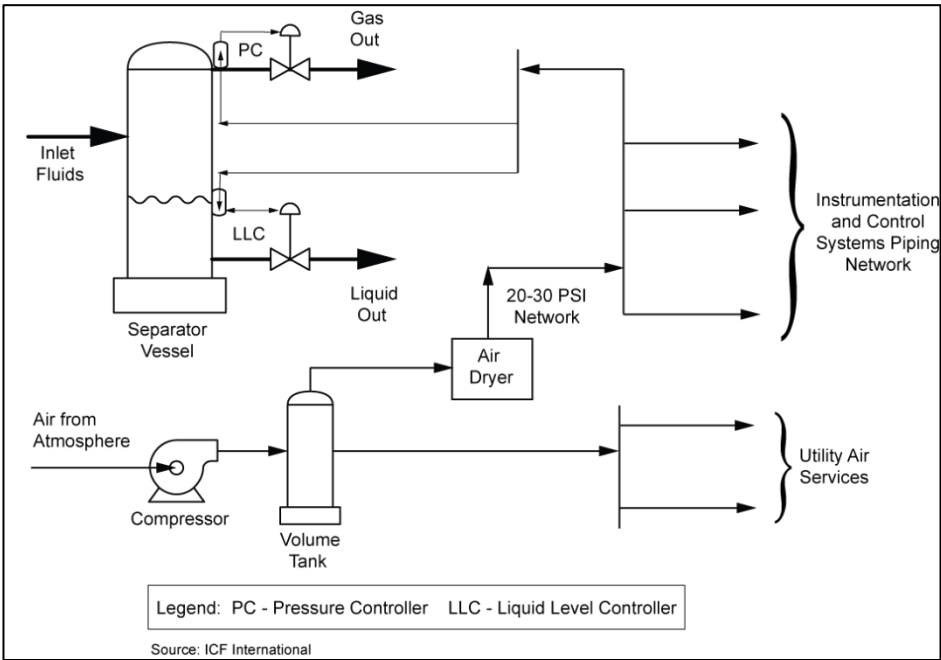 Gas
Out
PC
Inlet
Fluids
LLC
Liquid
Out
Separator
Vessel
20-30 PSI
Network
Instrumentation
and Control
Systems Piping
Network
Air
Dryer
Air from
Atmosphere
Compressor
Volume
Tank
Utility Air
Services
Legend: PC - Pressure Controller LLC - Liquid Level Controller
Source: ICF International